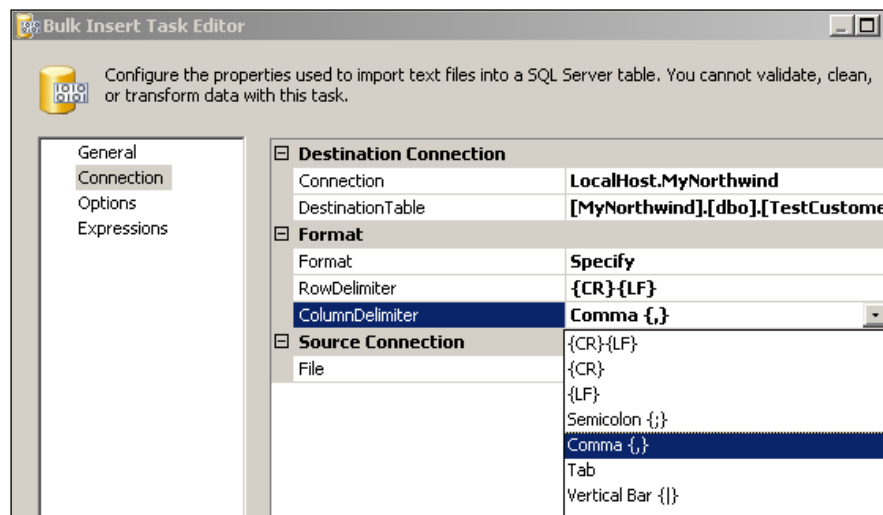 Bulk Insert Task Editor
Configure the properties used to import text files into a SQL Server table. You cannot validate, clean,
or transform data with this task.
General
Connection
Options
Expressions
Destination Connection
Connection LocalHost.MyNorthwind
DestinationTable [MyNorthwind].[dbo].[TestCustome
Format
Format Specify
RowDelimiter {CR}{LF}
ColumnDelimiter Comma {,}
Source Connection
File
{CR}{LF}
{CR}
{LF}
Semicolon {;}
Comma {,}
Tab
Vertical Bar {|}